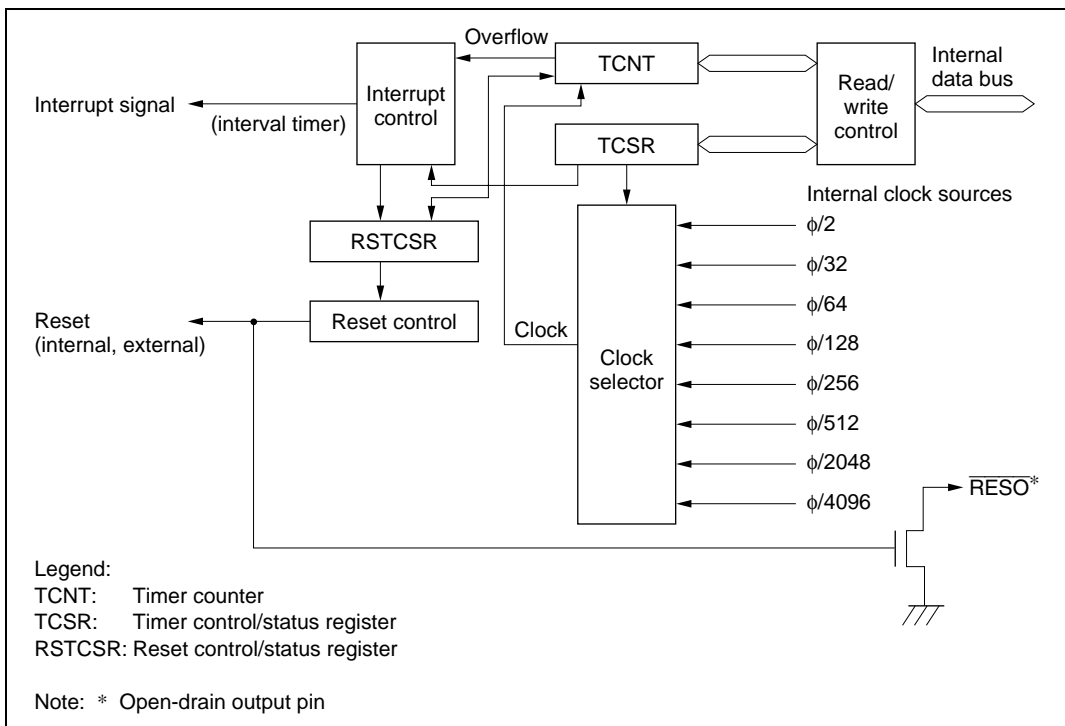 Overflow
TCNT
Internal
data bus
Read/
write
control
Interrupt
control
Interrupt signal
(interval timer)
TCSR
Internal clock sources
ϕ/2
RSTCSR
ϕ/32
ϕ/64
Reset
(internal, external)
Reset control
Clock
ϕ/128
Clock
selector
ϕ/256
ϕ/512
ϕ/2048
RESO*
ϕ/4096
Legend:
TCNT: Timer counter
TCSR: Timer control/status register
RSTCSR: Reset control/status register
Note: * Open-drain output pin